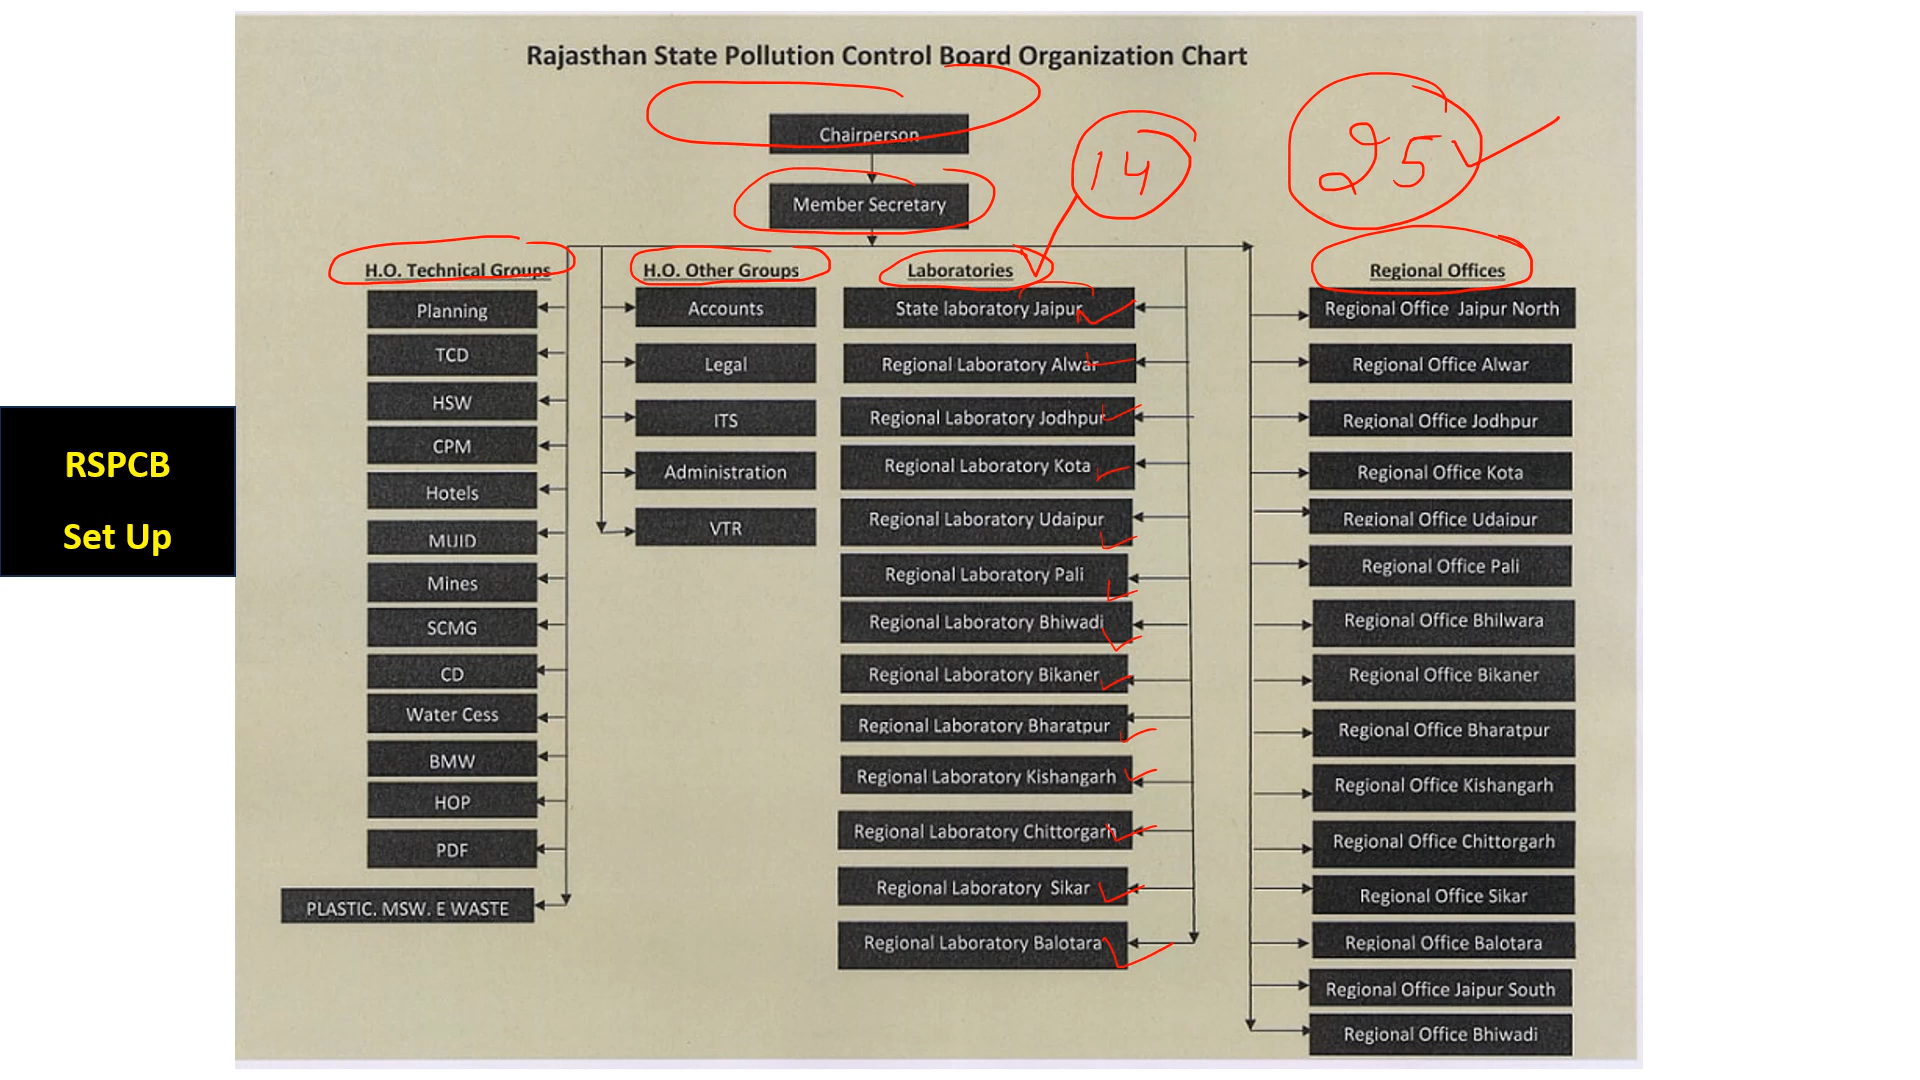 Rajasthan State Pollution Control Board Organization Chart
Chairperson
Member Secretary
14
25
H.O. Technical Groups
Planning
TCD
HSW
CPM
Hotels
MUID
Mines
SCMG
CD
Water Cess
BMW
HOP
PDF
PLASTIC. MSW. E WASTE
H.O. Other Groups
Accounts
Legal
ITS
Administration
VTR
Laboratories
State laboratory Jaipur
Regional Laboratory Alwar
Regional Laboratory Jodhpur
Regional Laboratory Kota
Regional Laboratory Udaipur
Regional Laboratory Pali
Regional Laboratory Bhiwadi
Regional Laboratory Bikaner
Regional Laboratory Bharatpur
Regional Laboratory Kishangarh
Regional Laboratory Chittorgarh
Regional Laboratory Sikar
Regional Laboratory Balotara
Regional Offices
Regional Office Jaipur North
Regional Office Alwar
Regional Office Jodhpur
Regional Office Kota
Regional Office Udaipur
Regional Office Pali
Regional Office Bhilwara
Regional Office Bikaner
Regional Office Bharatpur
Regional Office Kishangarh
Regional Office Chittorgarh
Regional Office Sikar
Regional Office Balotara
Regional Office Jaipur South
Regional Office Bhiwadi
RSPCB
Set Up